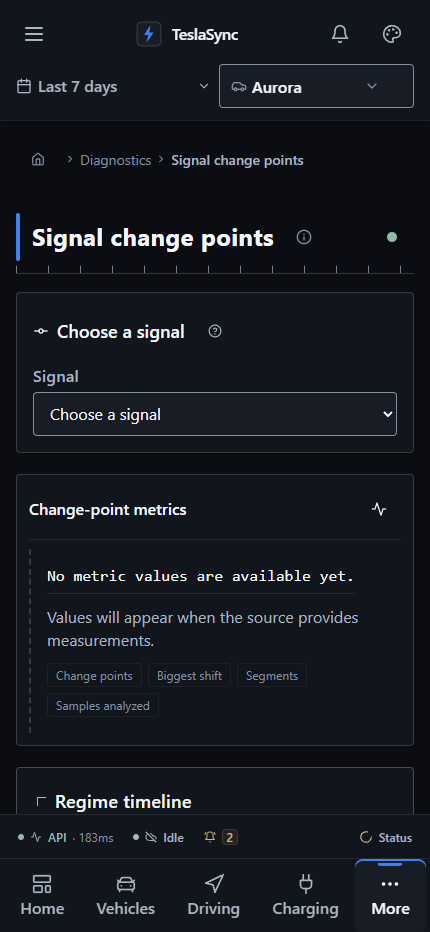 TeslaSync
Last 7 days
Aurora
Diagnostics
Signal change points
Signal change points
Choose a signal
Signal
Choose a signal
Change-point metrics
No metric values are available yet.
Values will appear when the source provides
measurements.
Change points
Biggest shift
Segments
Samples analyzed
Regime timeline
API · 183ms
Idle
2
Status
Home
Vehicles
Driving
Charging
More